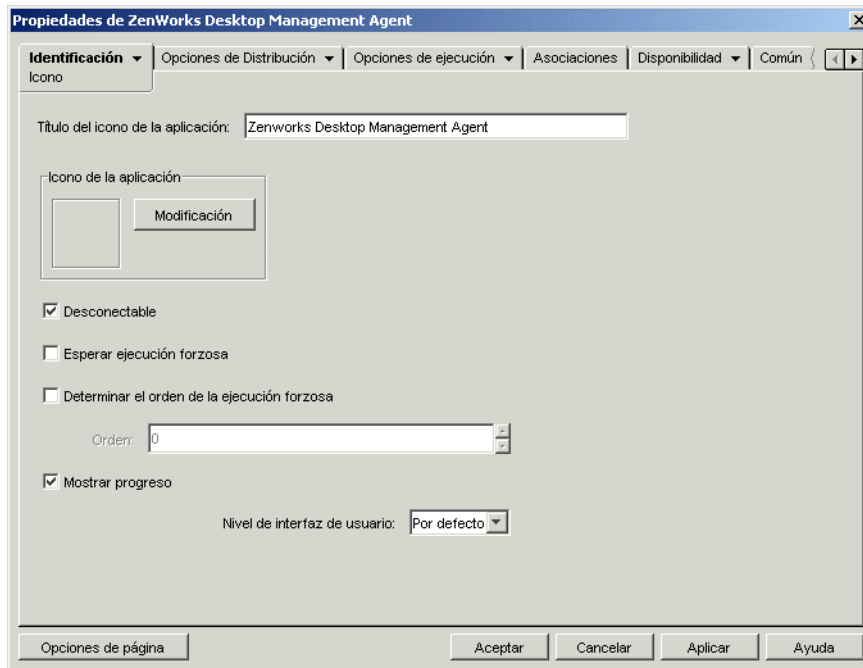 Propiedades de ZenWorks Desktop Management Agent
Identificación Opciones de Distribución Opciones de ejecución Asociaciones Disponibilidad Común
Icono
Título del icono de la aplicación: Zenworks Desktop Management Agent
Icono de la aplicación
Modificación
Desconectable
Esperar ejecución forzosa
Determinar el orden de la ejecución forzosa
Orden: 0
Mostrar progreso
Nivel de interfaz de usuario: Por defecto
Opciones de página Aceptar Cancelar Aplicar Ayuda